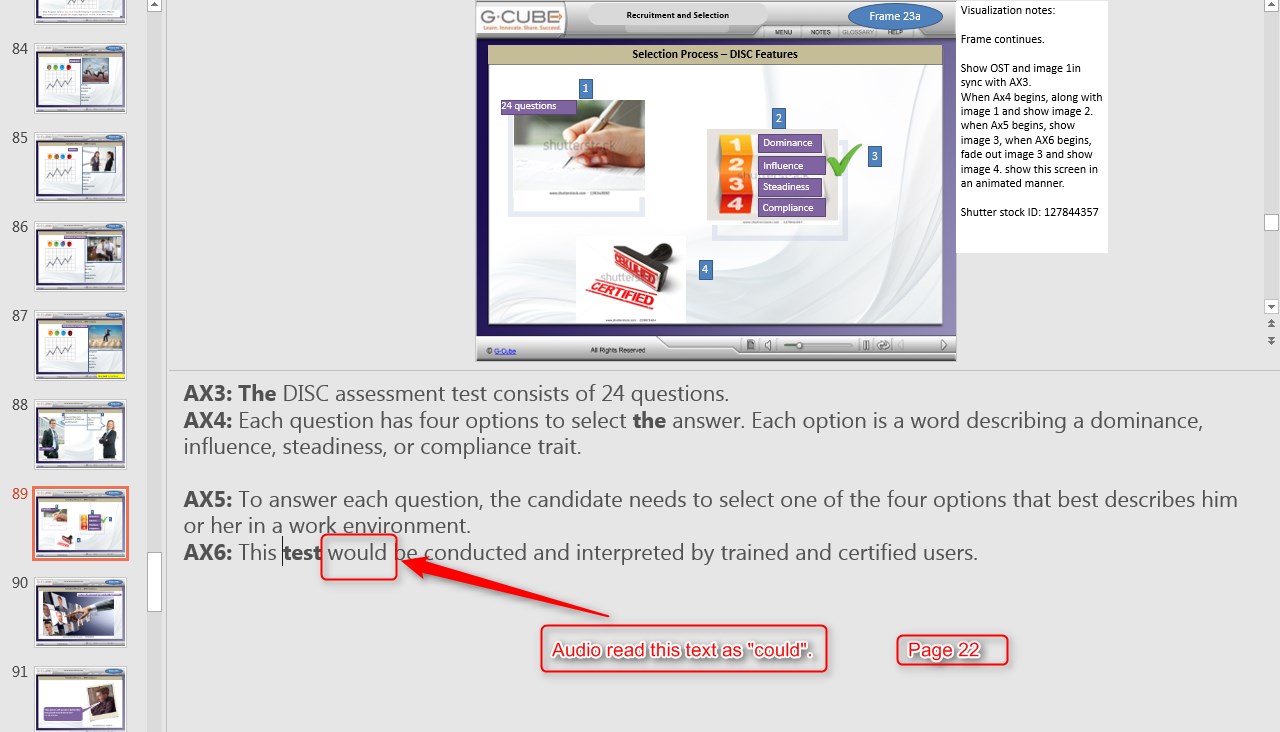 84
85
86
87
88
89
90
91
G-CUBE
Learn. Innovate. Share. Succeed.
Recruitment and Selection
Frame 23a
MENU NOTES GLOSSARY HELP
Selection Process – DISC Features
1
24 questions
shutterstock
2
1 Dominance
2 Influence
3 Steadiness
4 Compliance
3
CERTIFIED
shutterstock
CERTIFIED
4
© G-Cube
All Rights Reserved
Visualization notes:
Frame continues.
Show OST and image 1in
sync with AX3.
When Ax4 begins, along with
image 1 and show image 2.
when Ax5 begins, show
image 3, when AX6 begins,
fade out image 3 and show
image 4. show this screen in
an animated manner.
Shutter stock ID: 127844357
AX3: The DISC assessment test consists of 24 questions.
AX4: Each question has four options to select the answer. Each option is a word describing a dominance,
influence, steadiness, or compliance trait.
AX5: To answer each question, the candidate needs to select one of the four options that best describes him
or her in a work environment.
AX6: This test would be conducted and interpreted by trained and certified users.
Audio read this text as "could".
Page 22